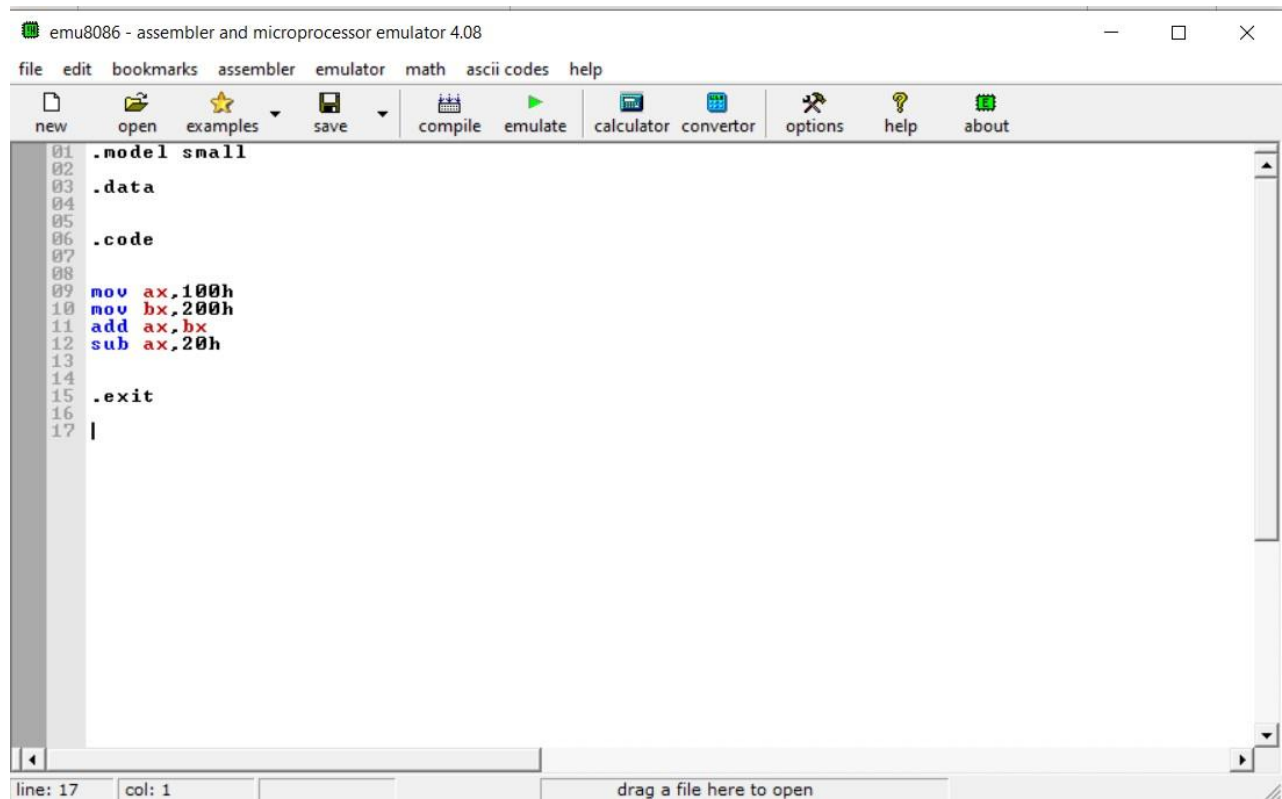 emu8086 - assembler and microprocessor emulator 4.08
file edit bookmarks assembler emulator math ascii codes help
new open examples save compile emulate calculator convertor options help about
01 .model small
02
03 .data
04
05
06 .code
07
08
09 mov ax,100h
10 mov bx,200h
11 add ax,bx
12 sub ax,20h
13
14
15 .exit
16
17
line: 17 col: 1 drag a file here to open